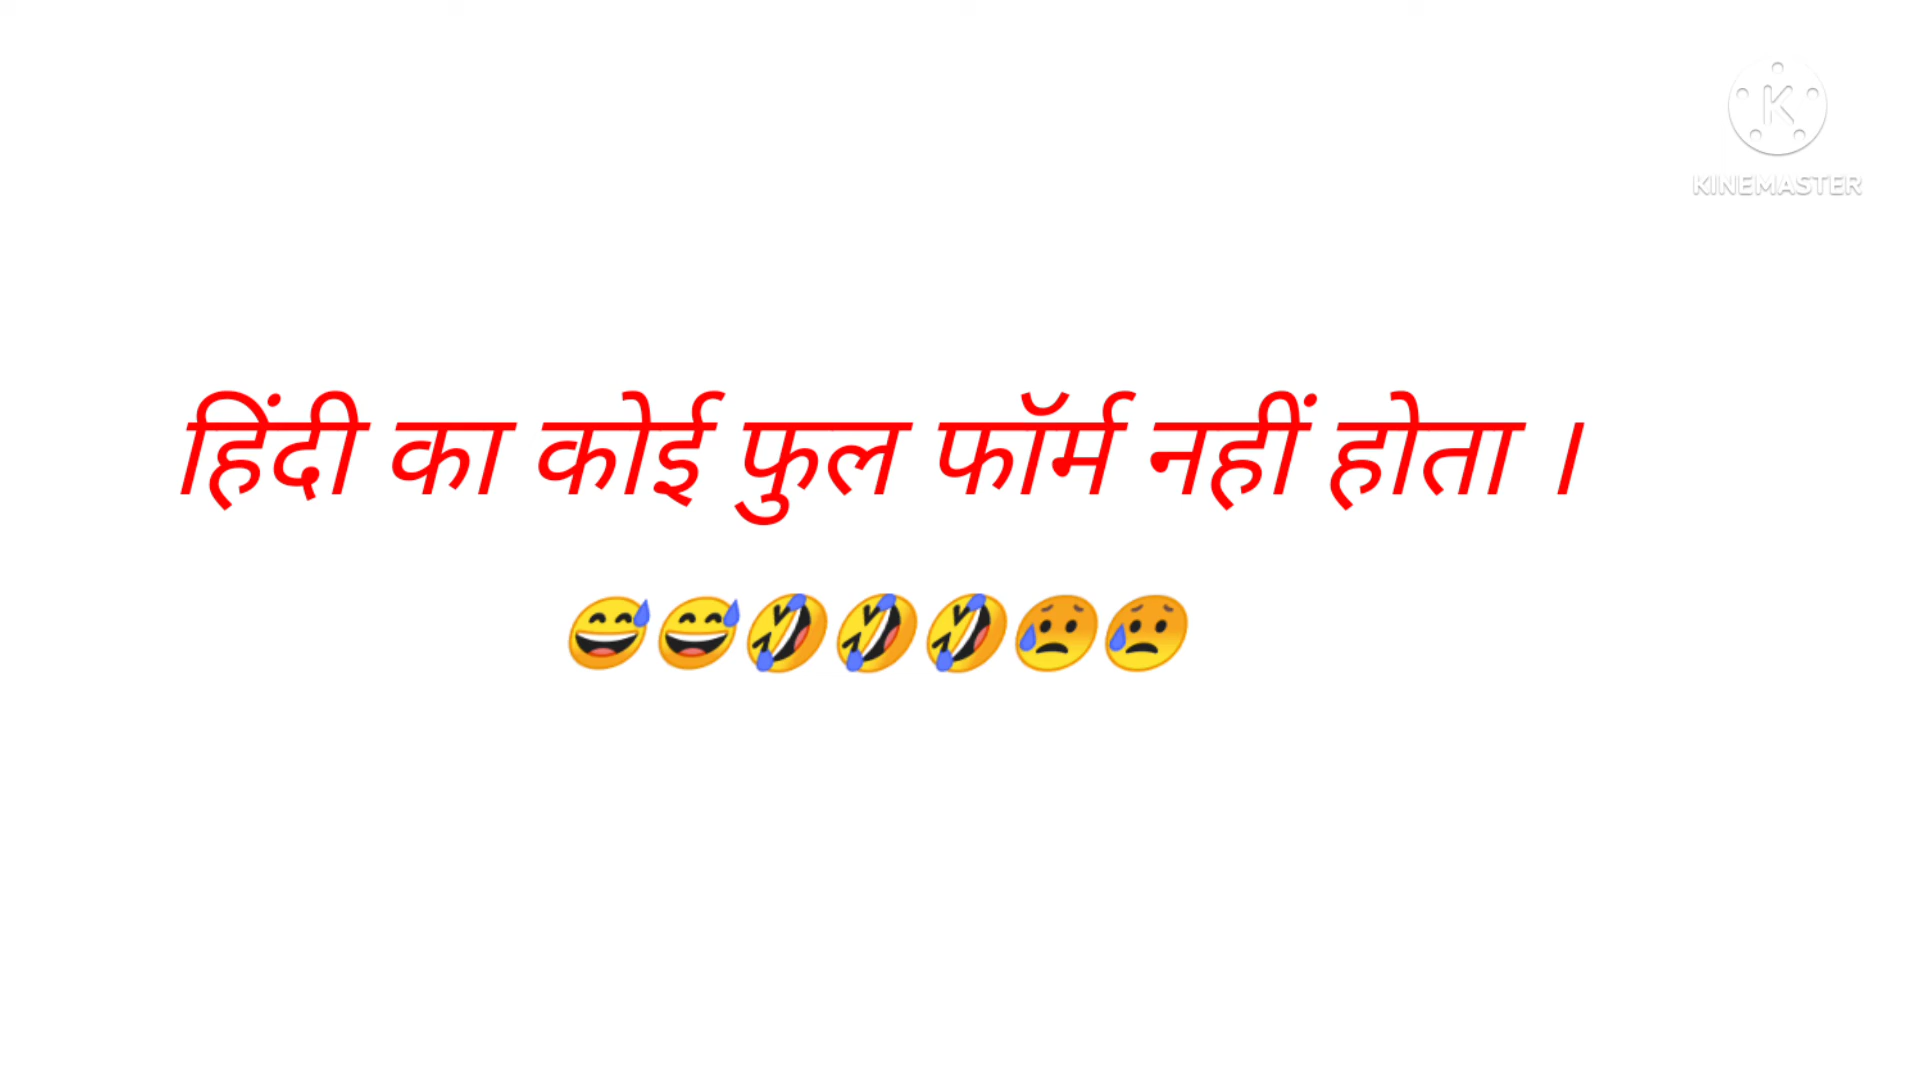 KINEMASTER
हिंदी का कोई फुल फॉर्म नहीं होता ।
😅😅🤣🤣🤣😥😥